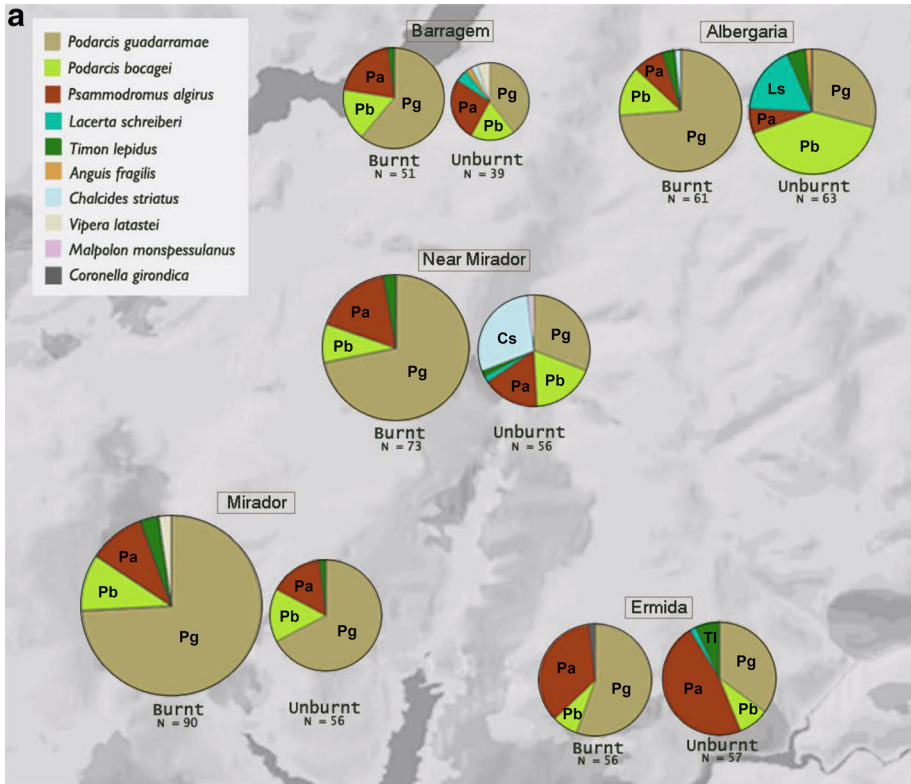 a
Podarcis guadarramae
Podarcis bocagei
Psammodromus algirus
Lacerta schreiberi
Timon lepidus
Anguis fragilis
Chalcides striatus
Vipera latastei
Malpolon monspessulanus
Coronella girondica
Barragem
Pa
Pb
Pg
Burnt
N = 51
Pg
Pa
Pb
Unburnt
N = 39
Albergaria
Pa
Pb
Pg
Burnt
N = 61
Ls
Pg
Pa
Pb
Unburnt
N = 63
Near Mirador
Pa
Pb
Pg
Burnt
N = 73
Cs
Pg
Pa
Pb
Unburnt
N = 56
Mirador
Pa
Pb
Pg
Burnt
N = 90
Pa
Pb
Pg
Unburnt
N = 56
Ermida
Pa
Pg
Pb
Burnt
N = 56
Tl
Pg
Pa
Pb
Unburnt
N = 57